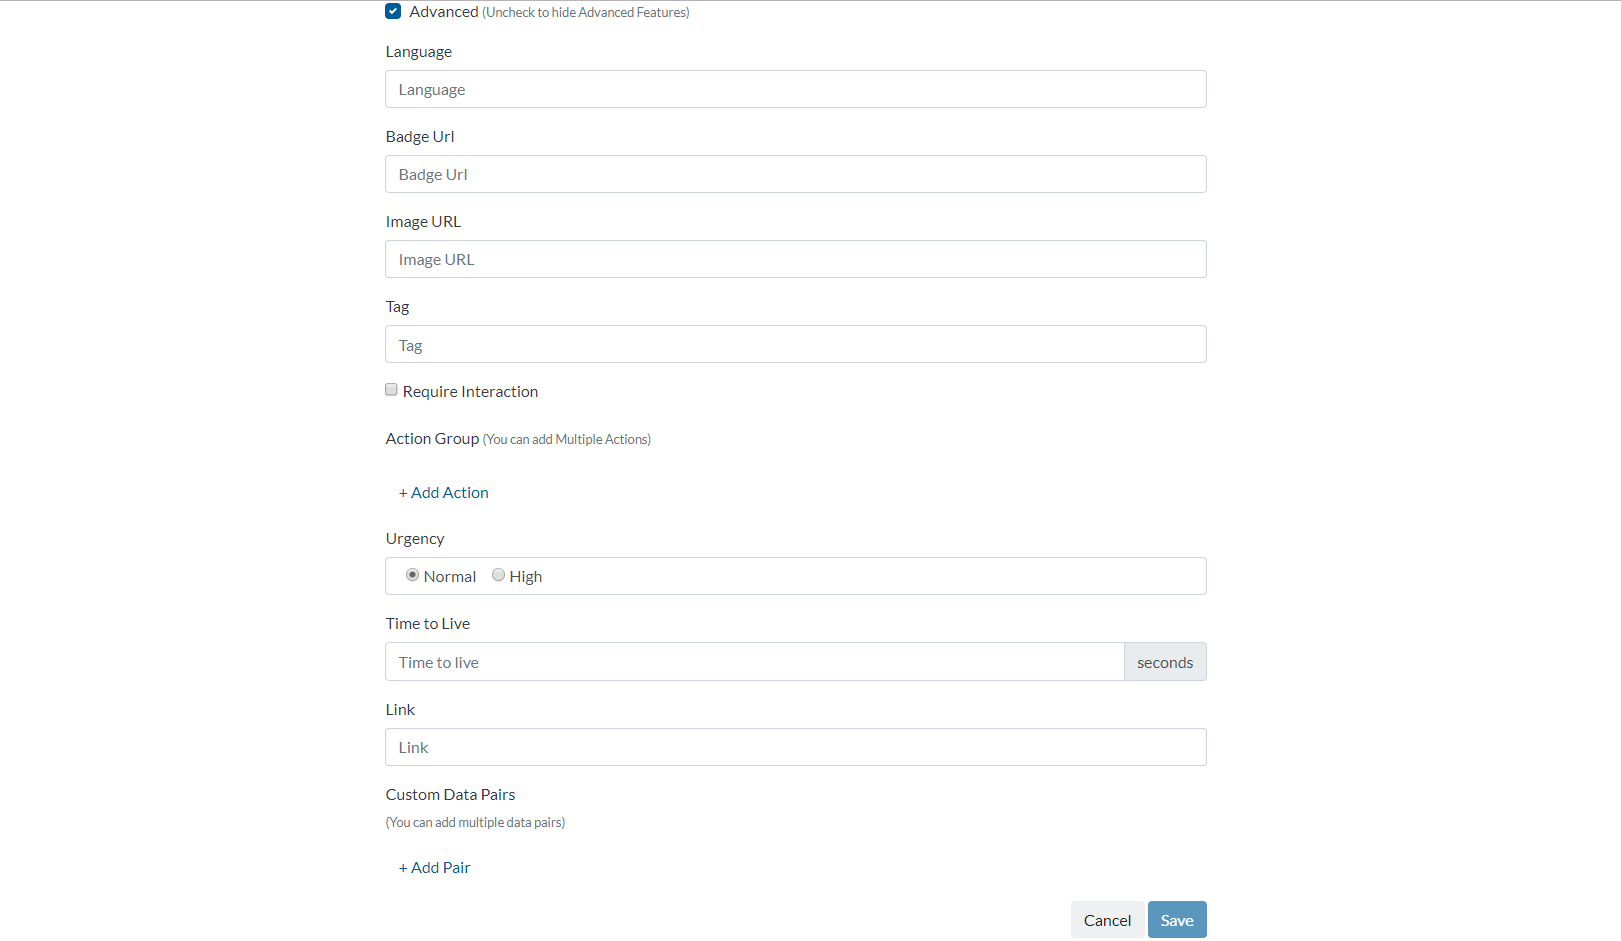 Advanced (Uncheck to hide Advanced Features)
Language
Language
Badge Url
Badge Url
Image URL
Image URL
Tag
Tag
Require Interaction
Action Group (You can add Multiple Actions)
+ Add Action
Urgency
Normal High
Time to Live
Time to live seconds
Link
Link
Custom Data Pairs
(You can add multiple data pairs)
+ Add Pair
Cancel Save